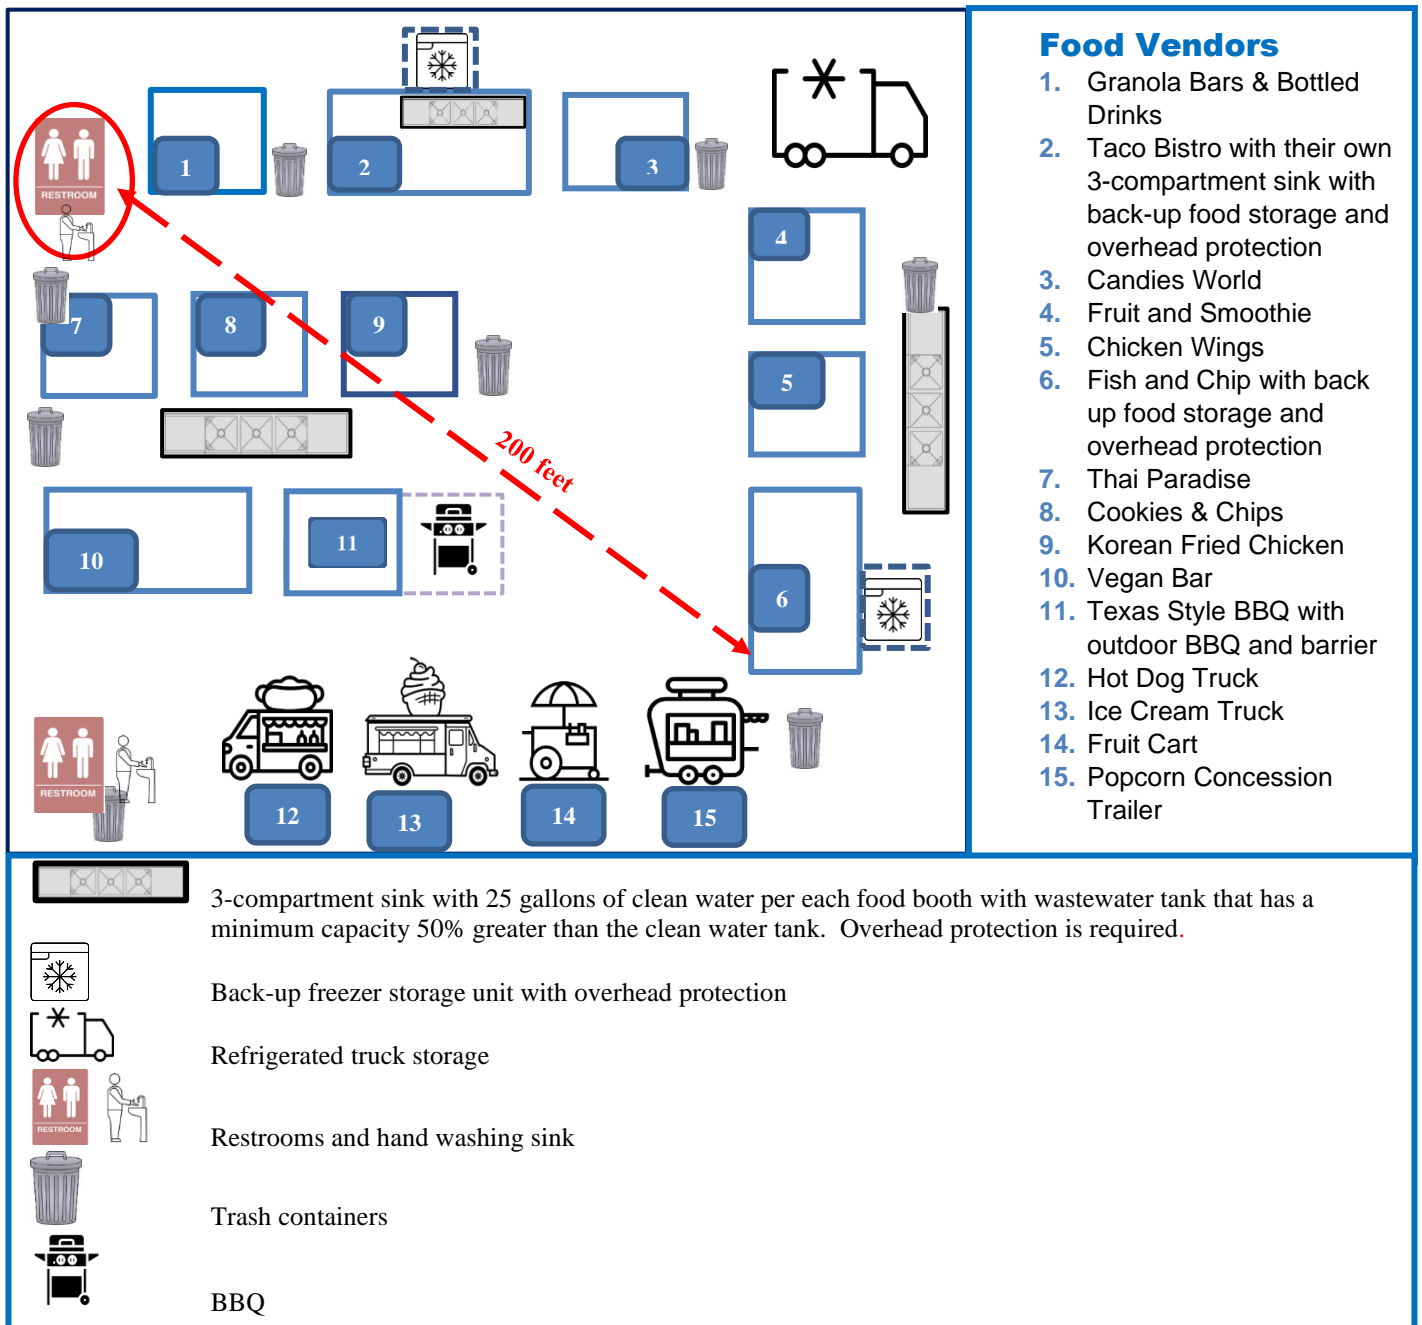 RESTROOM
1
2
3
4
7
8
9
5
200 feet
10
11
6
RESTROOM
12
13
14
15
Food Vendors
1. Granola Bars & Bottled
Drinks
2. Taco Bistro with their own
3-compartment sink with
back-up food storage and
overhead protection
3. Candies World
4. Fruit and Smoothie
5. Chicken Wings
6. Fish and Chip with back
up food storage and
overhead protection
7. Thai Paradise
8. Cookies & Chips
9. Korean Fried Chicken
10. Vegan Bar
11. Texas Style BBQ with
outdoor BBQ and barrier
12. Hot Dog Truck
13. Ice Cream Truck
14. Fruit Cart
15. Popcorn Concession
Trailer
3-compartment sink with 25 gallons of clean water per each food booth with wastewater tank that has a
minimum capacity 50% greater than the clean water tank.  Overhead protection is required.
Back-up freezer storage unit with overhead protection
Refrigerated truck storage
RESTROOM
Restrooms and hand washing sink
Trash containers
BBQ